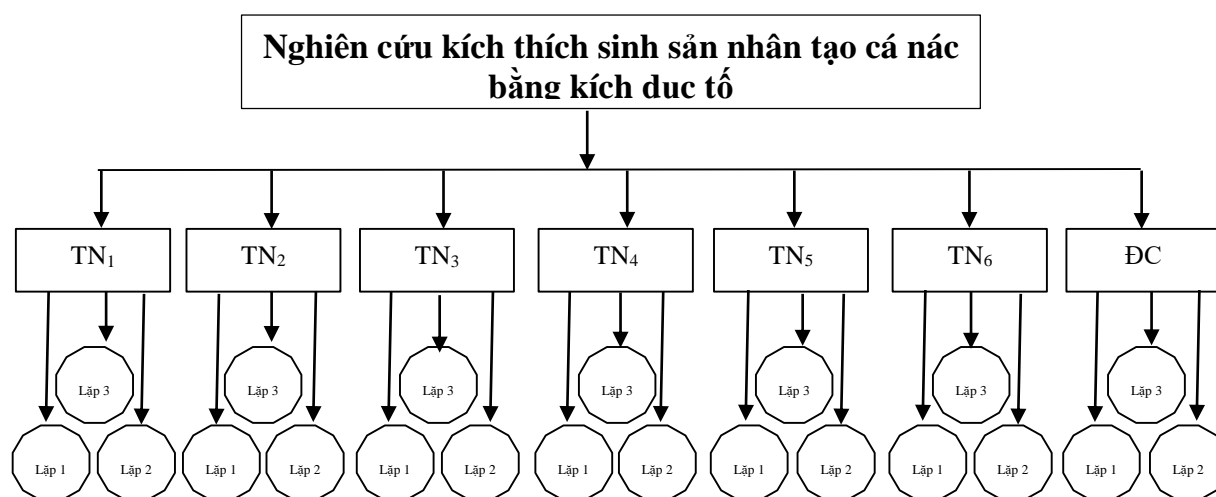 Nghiên cứu kích thích sinh sản nhân tạo cá nác
bằng kích dục tố
TN1 TN2 TN3 TN4 TN5 TN6 ĐC
Lặp 3 Lặp 3 Lặp 3 Lặp 3 Lặp 3 Lặp 3 Lặp 3
Lặp 1 Lặp 2 Lặp 1 Lặp 2 Lặp 1 Lặp 2 Lặp 1 Lặp 2 Lặp 1 Lặp 2 Lặp 1 Lặp 2 Lặp 1 Lặp 2